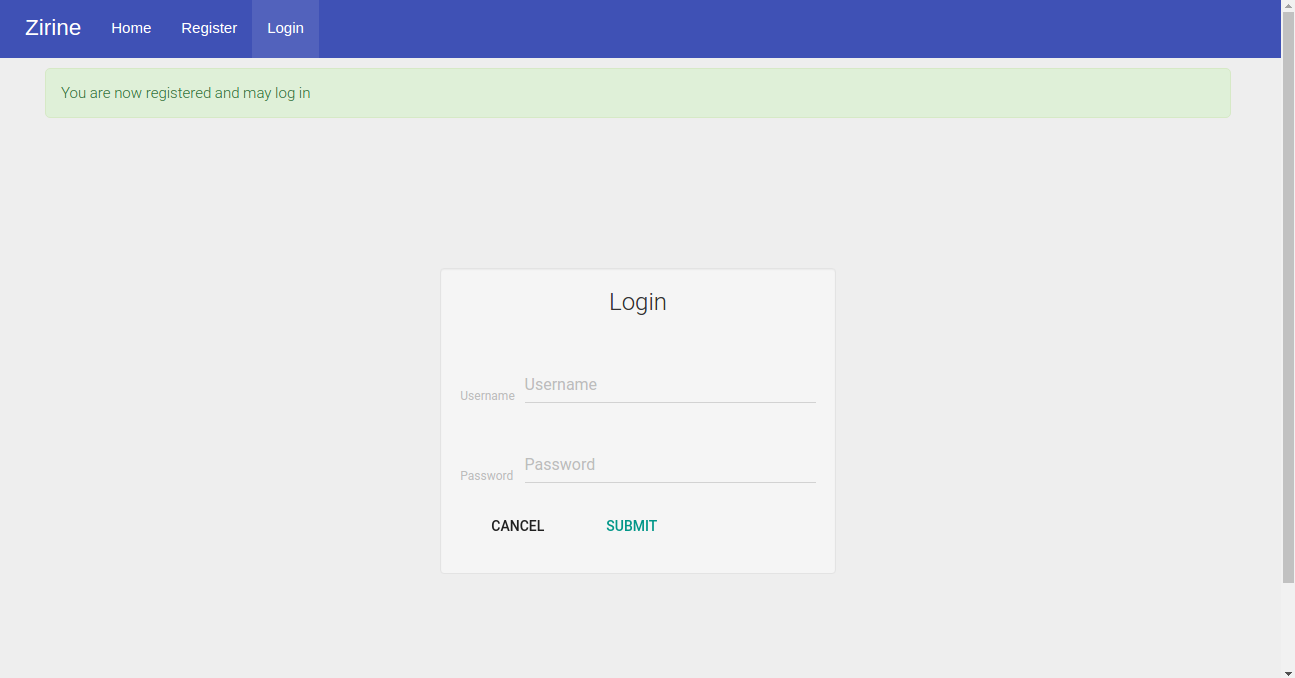 Zirine Home Register Login
You are now registered and may log in
Login
Username Username
Password Password
CANCEL SUBMIT